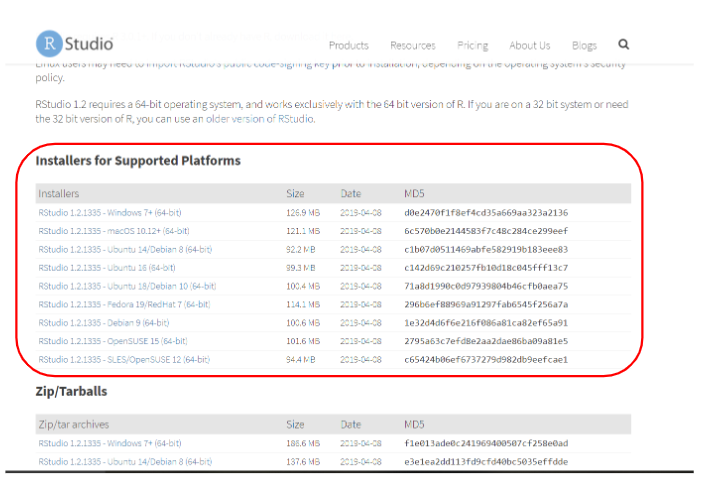 R Studio
Products Resources Pricing About Us Blogs
Linux users may need to import RStudio's public code-signing key prior to installation, depending on the operating system's security
policy.
RStudio 1.2 requires a 64-bit operating system, and works exclusively with the 64 bit version of R. If you are on a 32 bit system or need
the 32 bit version of R, you can use an older version of RStudio.
Installers for Supported Platforms
Installers Size Date MD5
RStudio 1.2.1335 - Windows 7+ (64-bit) 126.9 MB 2019-04-08 d0e2470f1f8ef4cd35a669aa323a2136
RStudio 1.2.1335 - macOS 10.12+ (64-bit) 121.1 MB 2019-04-08 6c570b0e2144583f7c48c284ce299eef
RStudio 1.2.1335 - Ubuntu 14/Debian 8 (64-bit) 92.2 MB 2019-04-08 c1b07d0511469abfe582919b183eee83
RStudio 1.2.1335 - Ubuntu 16 (64-bit) 99.3 MB 2019-04-08 c142d69c210257fb10d18c045fff13c7
RStudio 1.2.1335 - Ubuntu 18/Debian 10 (64-bit) 100.4 MB 2019-04-08 71a8d1990c0d97939804b46cfb0aea75
RStudio 1.2.1335 - Fedora 19/RedHat 7 (64-bit) 114.1 MB 2019-04-08 296b6ef88969a91297fab6545f256a7a
RStudio 1.2.1335 - Debian 9 (64-bit) 100.6 MB 2019-04-08 1e32d4d6f6e216f086a81ca82ef65a91
RStudio 1.2.1335 - OpenSUSE 15 (64-bit) 101.6 MB 2019-04-08 2795a63c7efd8e2aa2dae86ba09a81e5
RStudio 1.2.1335 - SLES/OpenSUSE 12 (64-bit) 94.4 MB 2019-04-08 c65424b06ef6737279d982db9eefcae1
Zip/Tarballs
Zip/tar archives Size Date MD5
RStudio 1.2.1335 - Windows 7+ (64-bit) 186.6 MB 2019-04-08 f1e013ade0c241969400507cf258e0ad
RStudio 1.2.1335 - Ubuntu 14/Debian 8 (64-bit) 137.6 MB 2019-04-08 e3e1ea2dd113fd9cfd40bc5035effdde